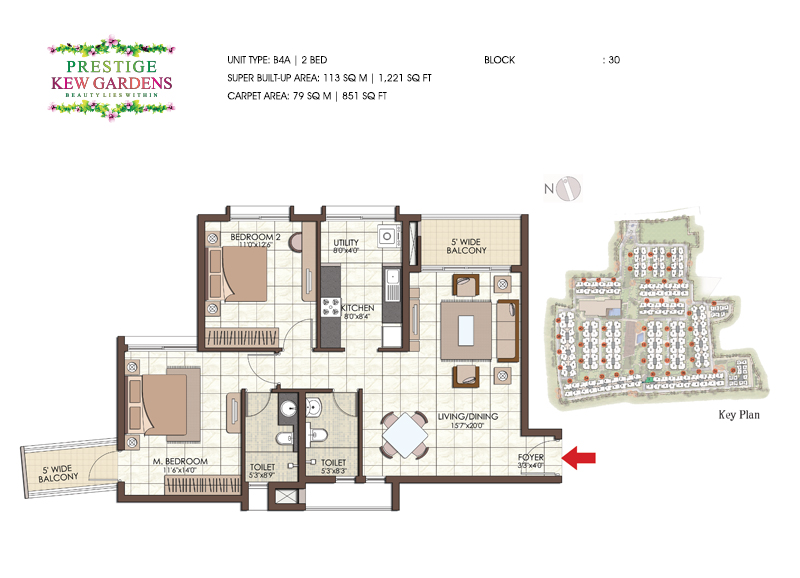 PRESTIGE
KEW GARDENS
BEAUTY LIES WITHIN
UNIT TYPE: B4A | 2 BED
BLOCK : 30
SUPER BUILT-UP AREA: 113 SQ M | 1,221 SQ FT
CARPET AREA: 79 SQ M | 851 SQ FT
N
BEDROOM 2
11'0"x12'6"
UTILITY
8'0"x4'0"
5' WIDE
BALCONY
KITCHEN
8'0"x8'4"
LIVING/DINING
15'7"x20'0"
Key Plan
M. BEDROOM
11'6"x14'0"
5' WIDE
BALCONY
TOILET
5'3"x8'9"
TOILET
5'3"x8'3"
FOYER
3'3"x4'0"